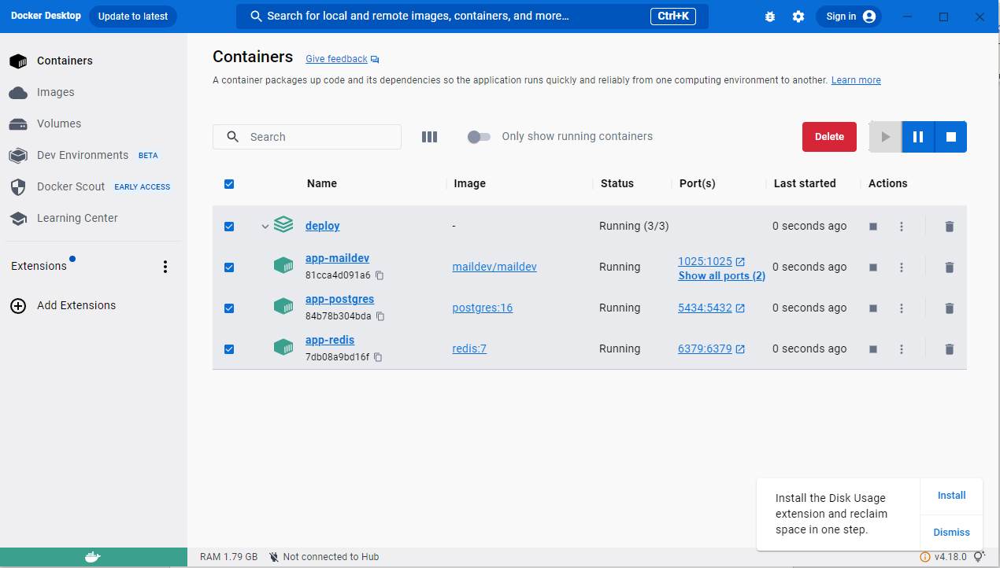 Docker Desktop
Update to latest
Search for local and remote images, containers, and more...
Ctrl+K
Sign in
Containers
Images
Volumes
Dev Environments BETA
Docker Scout EARLY ACCESS
Learning Center
Extensions
Add Extensions
Containers Give feedback
A container packages up code and its dependencies so the application runs quickly and reliably from one computing environment to another. Learn more
Search
Only show running containers
Delete
Name Image Status Port(s) Last started Actions
deploy - Running (3/3) 0 seconds ago
app-maildev
81cca4d091a6
maildev/maildev Running 1025:1025
Show all ports (2)
0 seconds ago
app-postgres
84b78b304bda
postgres:16 Running 5434:5432 0 seconds ago
app-redis
7db08a9bd16f
redis:7 Running 6379:6379 0 seconds ago
Install the Disk Usage
extension and reclaim
space in one step.
Install
Dismiss
RAM 1.79 GB Not connected to Hub
v4.18.0